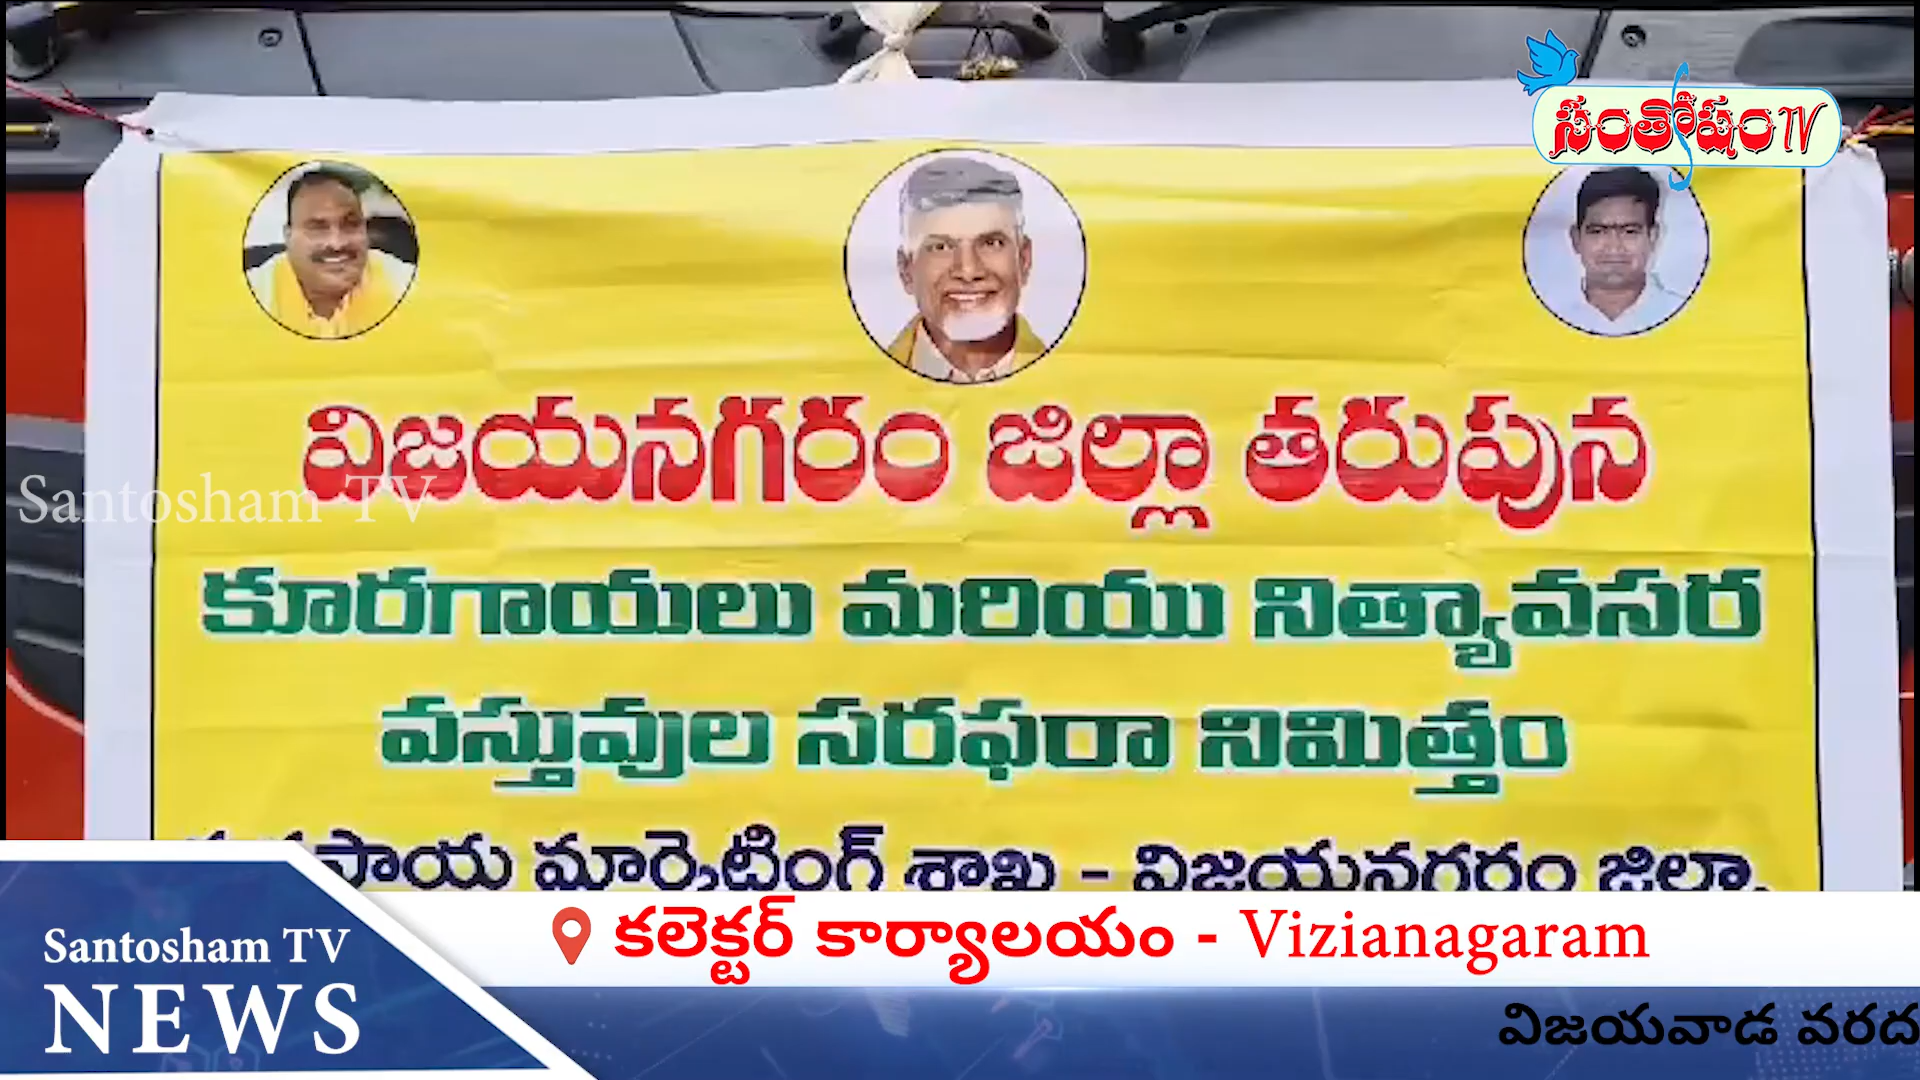 సంతోషం TV
విజయనగరం జిల్లా తరుపున
Santosham TV
కూరగాయలు మరియు నిత్యావసర
వస్తువుల సరఫరా నిమిత్తం
మార్కెటింగ్ శాఖ - విజయనగరం జిల్లా.
కలెక్టర్ కార్యాలయం - Vizianagaram
Santosham TV
NEWS
విజయవాడ వరద